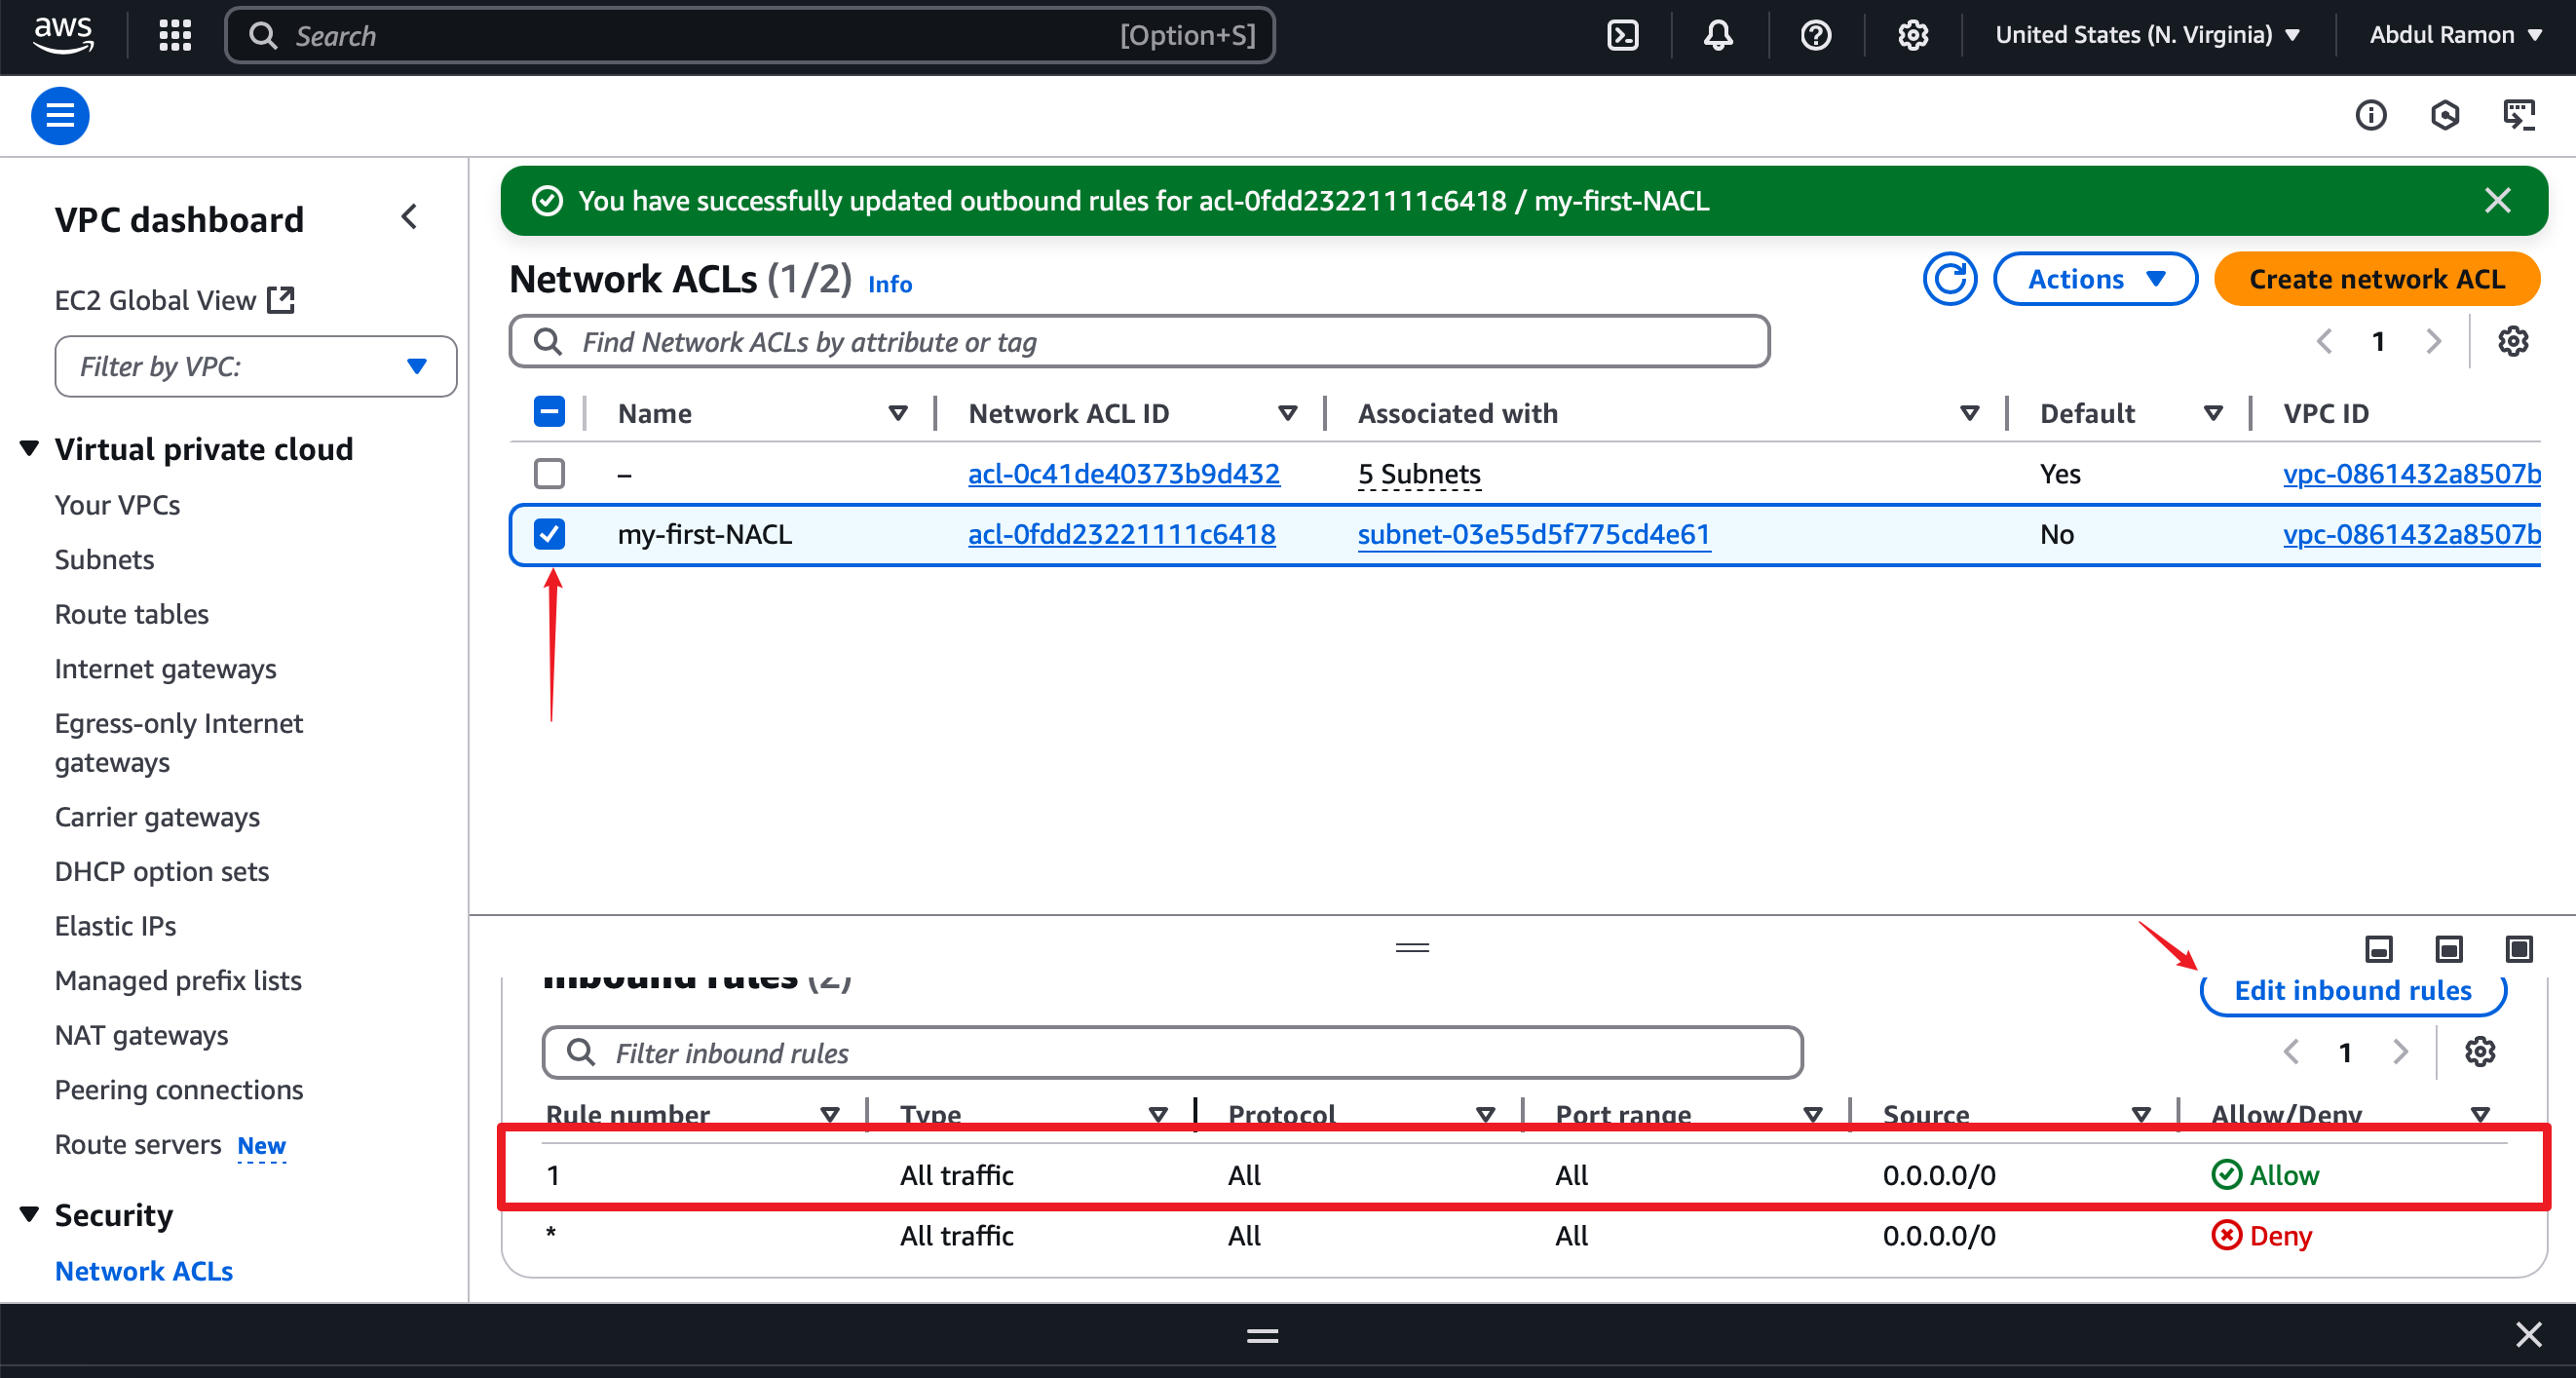 aws
Search [Option+S] United States (N. Virginia) Abdul Ramon
VPC dashboard
EC2 Global View
Filter by VPC:
Virtual private cloud
Your VPCs
Subnets
Route tables
Internet gateways
Egress-only Internet
gateways
Carrier gateways
DHCP option sets
Elastic IPs
Managed prefix lists
NAT gateways
Peering connections
Route servers New
Security
Network ACLs
You have successfully updated outbound rules for acl-0fdd23221111c6418 / my-first-NACL
Network ACLs (1/2) Info Actions Create network ACL
Find Network ACLs by attribute or tag 1
Name Network ACL ID Associated with Default VPC ID
– acl-0c41de40373b9d432 5 Subnets Yes vpc-0861432a8507b
my-first-NACL acl-0fdd23221111c6418 subnet-03e55d5f775cd4e61 No vpc-0861432a8507b
Inbound rules (2) Edit inbound rules
Filter inbound rules 1
Rule number Type Protocol Port range Source Allow/Deny
1 All traffic All All 0.0.0.0/0 Allow
* All traffic All All 0.0.0.0/0 Deny